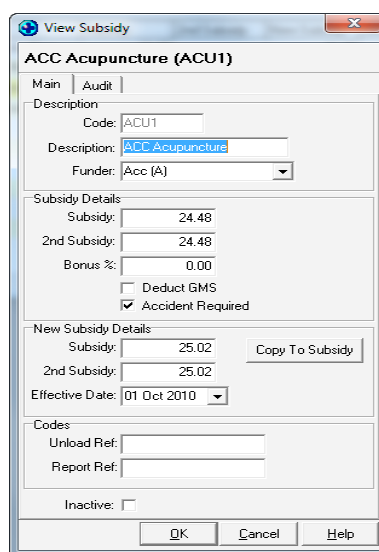 View Subsidy
ACC Acupuncture (ACU1)
Main Audit
Description
Code: ACU1
Description: ACC Acupuncture
Funder: Acc (A)
Subsidy Details
Subsidy: 24.48
2nd Subsidy: 24.48
Bonus %: 0.00
Deduct GMS
Accident Required
New Subsidy Details
Subsidy: 25.02 Copy To Subsidy
2nd Subsidy: 25.02
Effective Date: 01 Oct 2010
Codes
Unload Ref:
Report Ref:
Inactive:
OK Cancel Help